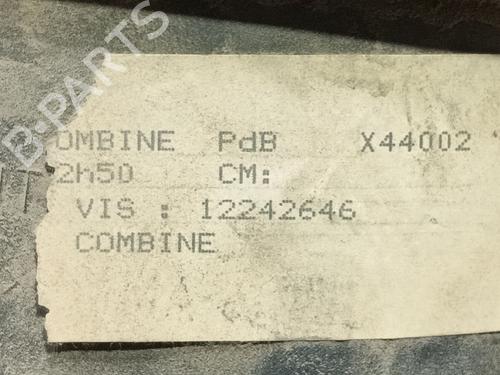 B-PARTS
OMBINE PdB X44002
2h50 CM:
VIS : 12242646
COMBINE